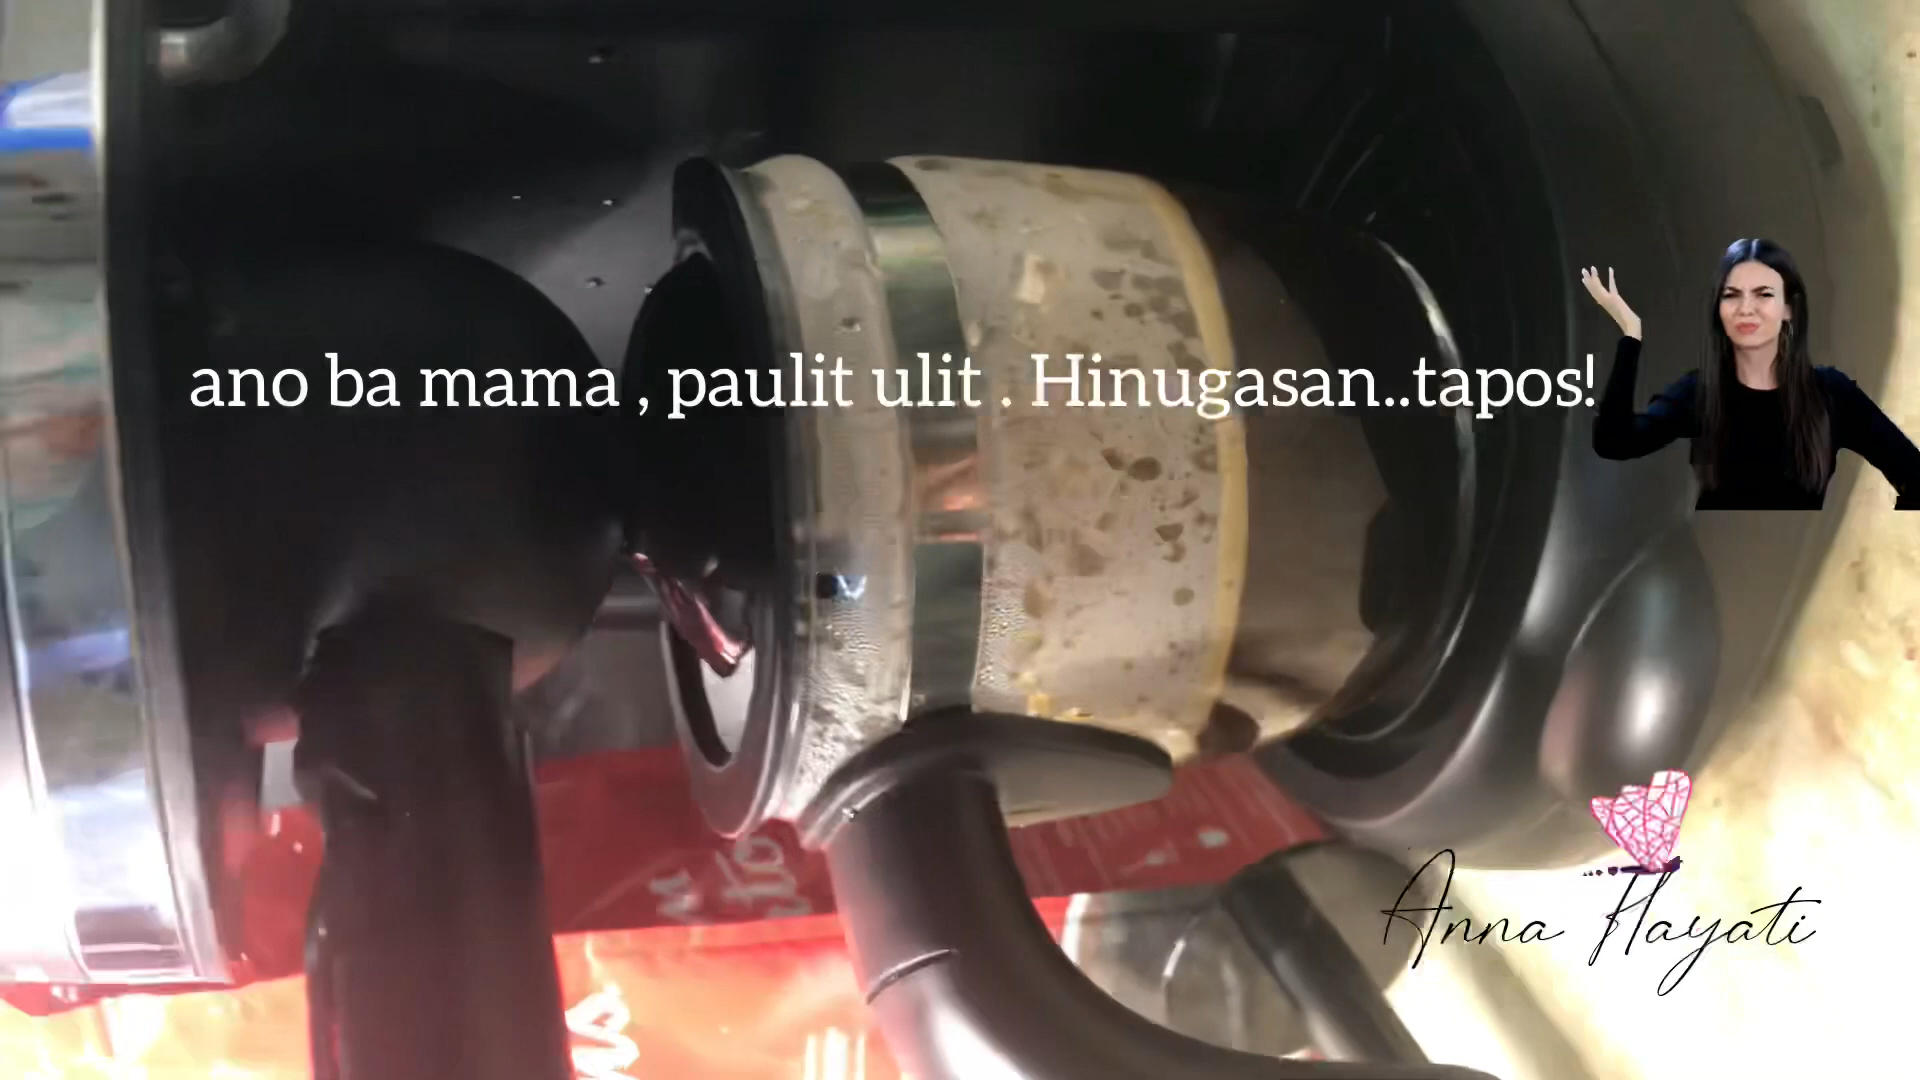 ano ba mama , paulit ulit . Hinugasan..tapos!
Anna Hayati